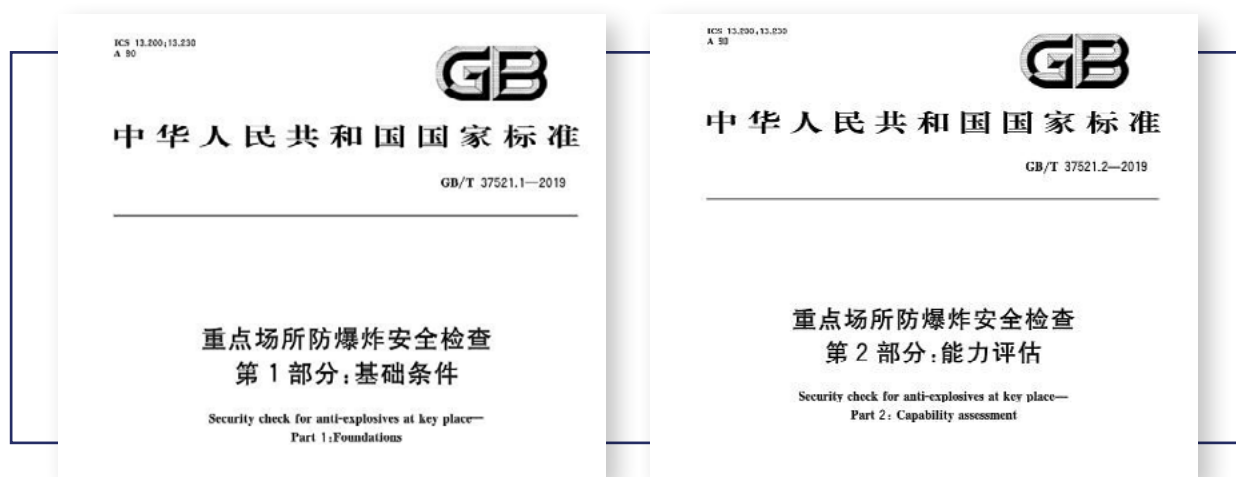 ICS 13.200;13.230
A 90
GB
中华人民共和国国家标准
GB/T 37521.1—2019
重点场所防爆炸安全检查
第 1 部分:基础条件
Security check for anti-explosives at key place—
Part 1:Foundations
ICS 13.200;13.230
A 90
GB
中华人民共和国国家标准
GB/T 37521.2—2019
重点场所防爆炸安全检查
第 2 部分:能力评估
Security check for anti-explosives at key place—
Part 2: Capability assessment